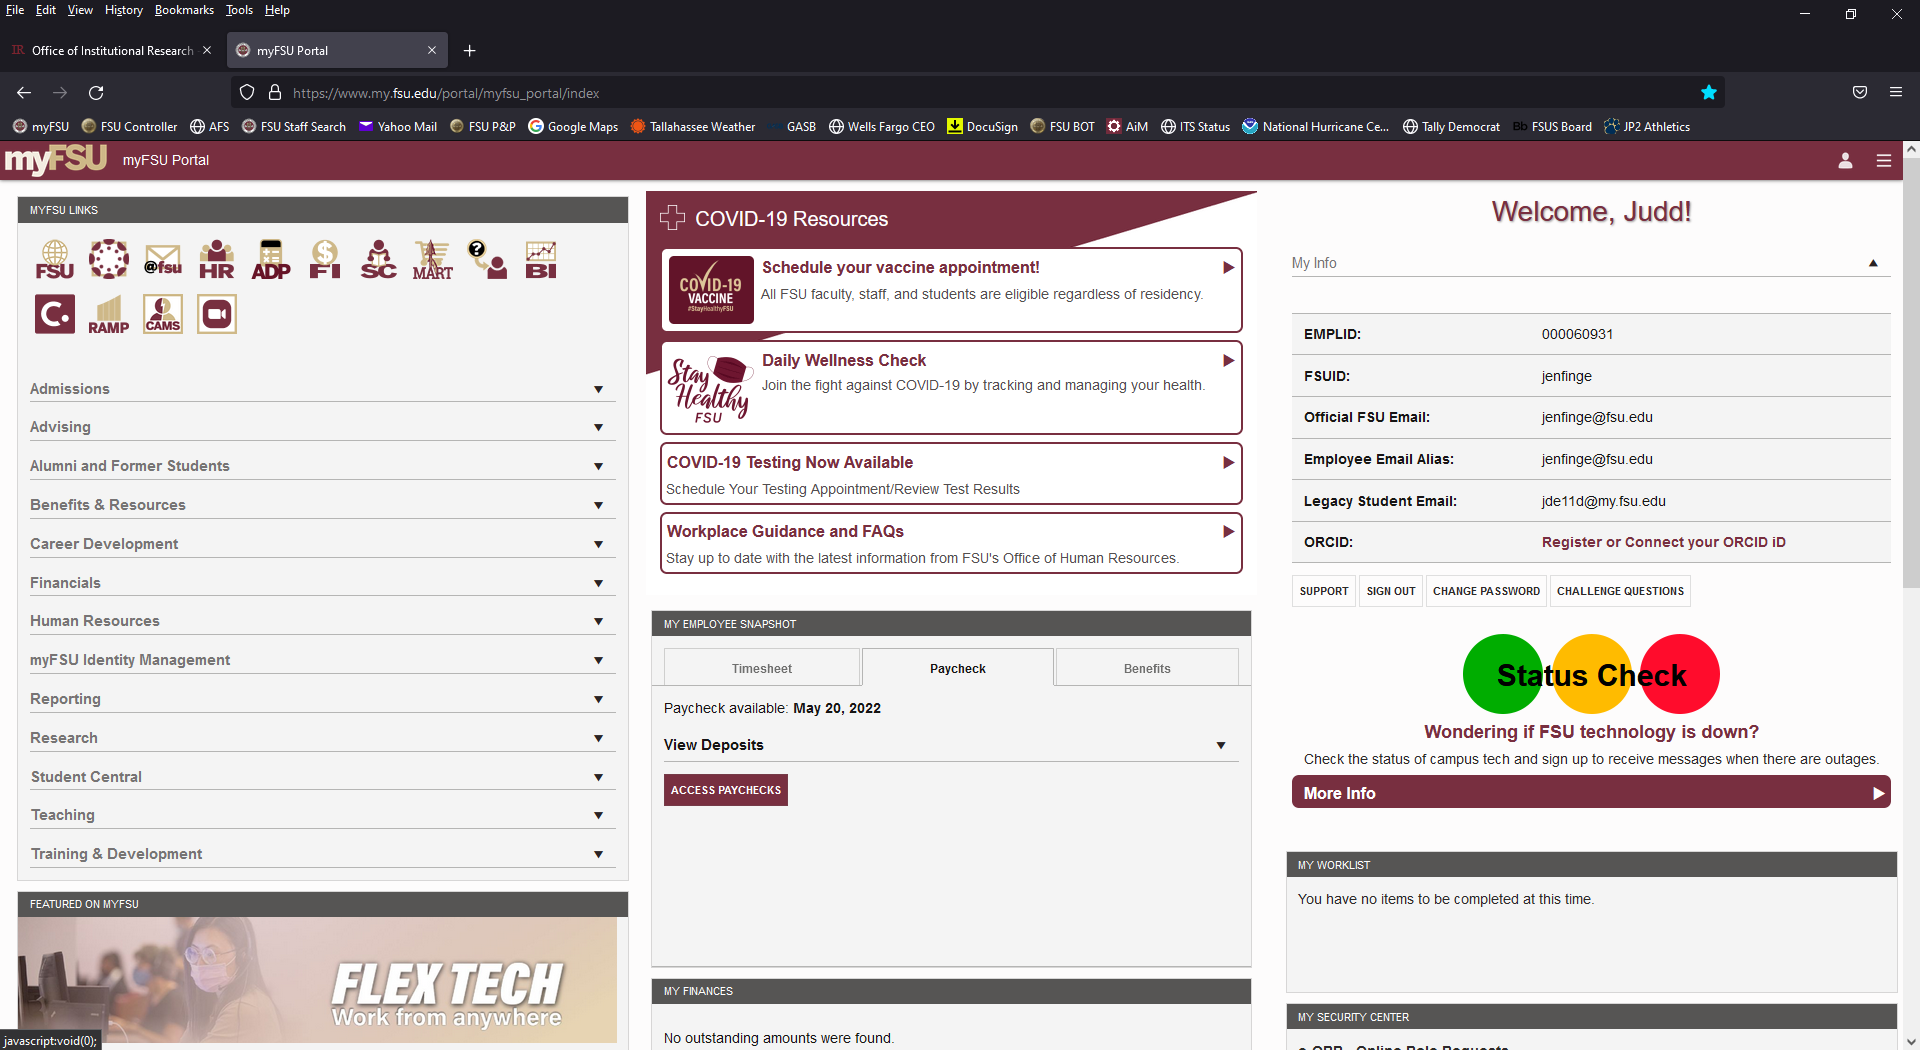 File Edit View History Bookmarks Tools Help
Office of Institutional Research
myFSU Portal
https://www.my.fsu.edu/portal/myfsu_portal/index
myFSU FSU Controller AFS FSU Staff Search Yahoo Mail FSU P&P Google Maps Tallahassee Weather GASB Wells Fargo CEO DocuSign FSU BOT AiM ITS Status National Hurricane Ce... Tally Democrat Bb FSUS Board JP2 Athletics
myFSU myFSU Portal
MYFSU LINKS
FSU @fsu HR ADP FI SC MART BI
C. RAMP CAMS
Admissions
Advising
Alumni and Former Students
Benefits & Resources
Career Development
Financials
Human Resources
myFSU Identity Management
Reporting
Research
Student Central
Teaching
Training & Development
FEATURED ON MYFSU
FLEX TECH
Work from anywhere
javascript:void(0);
COVID-19 Resources
COVID-19
VACCINE
#StayHealthyFSU
Schedule your vaccine appointment!
All FSU faculty, staff, and students are eligible regardless of residency.
Stay
Healthy
FSU
Daily Wellness Check
Join the fight against COVID-19 by tracking and managing your health.
COVID-19 Testing Now Available
Schedule Your Testing Appointment/Review Test Results
Workplace Guidance and FAQs
Stay up to date with the latest information from FSU's Office of Human Resources.
MY EMPLOYEE SNAPSHOT
Timesheet Paycheck Benefits
Paycheck available: May 20, 2022
View Deposits
ACCESS PAYCHECKS
MY FINANCES
No outstanding amounts were found.
Welcome, Judd!
My Info
EMPLID: 000060931
FSUID: jenfinge
Official FSU Email: jenfinge@fsu.edu
Employee Email Alias: jenfinge@fsu.edu
Legacy Student Email: jde11d@my.fsu.edu
ORCID: Register or Connect your ORCID iD
SUPPORT SIGN OUT CHANGE PASSWORD CHALLENGE QUESTIONS
Status Check
Wondering if FSU technology is down?
Check the status of campus tech and sign up to receive messages when there are outages.
More Info
MY WORKLIST
You have no items to be completed at this time.
MY SECURITY CENTER
e-ORR - Online Role Requests